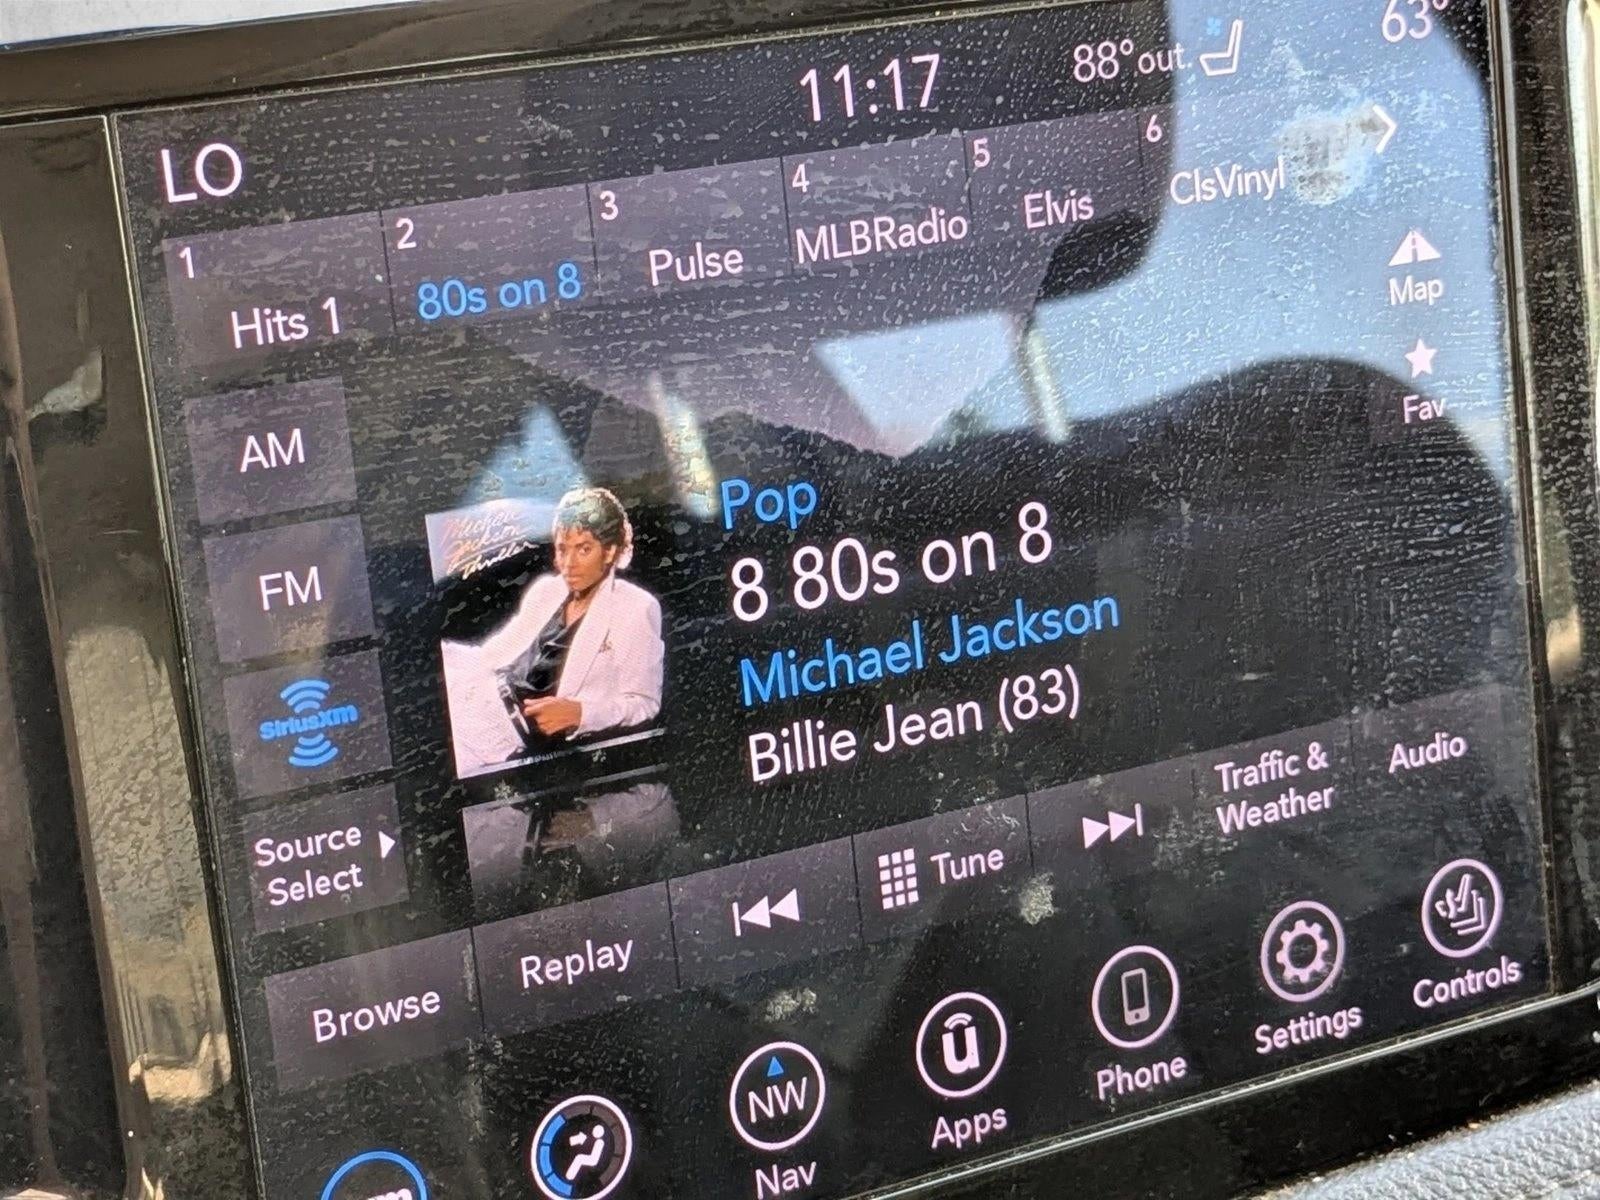 11:17
88° out
63°
LO
1
Hits 1
2
80s on 8
3
Pulse
4
MLBRadio
5
Elvis
6
ClsVinyl
Map
Fav
AM
FM
SiriusXm
Source
Select
Michael
Jackson
Thriller
Pop
8 80s on 8
Michael Jackson
Billie Jean (83)
Browse
Replay
Tune
Traffic &
Weather
Audio
NW
Nav
u
Apps
Phone
Settings
Controls